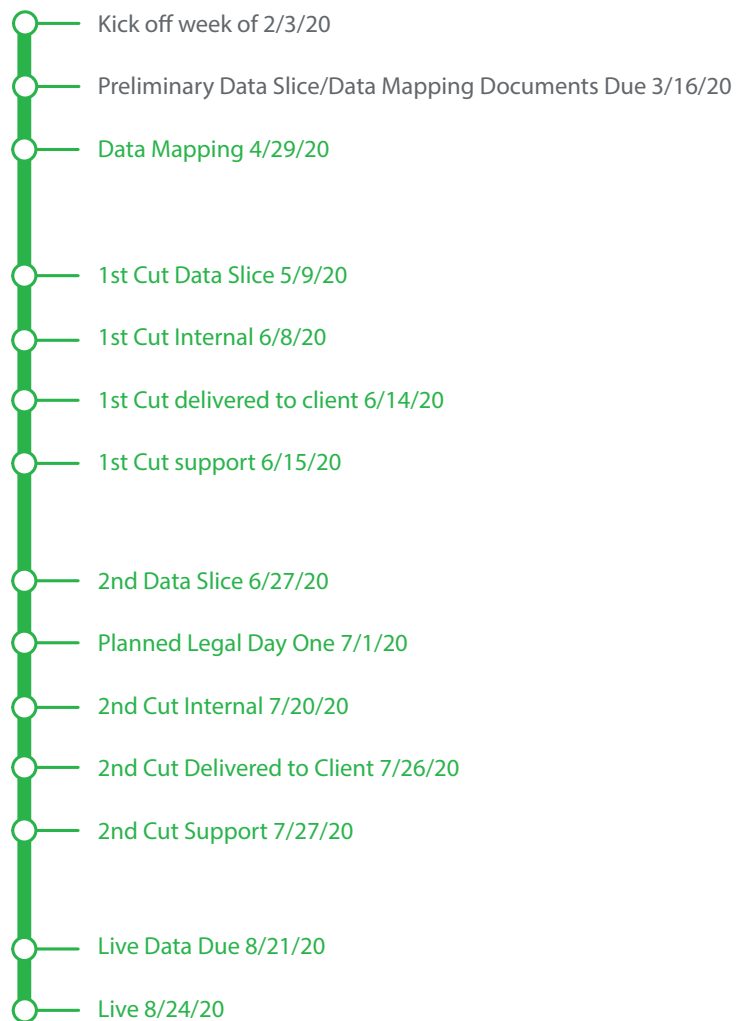 Kick off week of 2/3/20
Preliminary Data Slice/Data Mapping Documents Due 3/16/20
Data Mapping 4/29/20
1st Cut Data Slice 5/9/20
1st Cut Internal 6/8/20
1st Cut delivered to client 6/14/20
1st Cut support 6/15/20
2nd Data Slice 6/27/20
Planned Legal Day One 7/1/20
2nd Cut Internal 7/20/20
2nd Cut Delivered to Client 7/26/20
2nd Cut Support 7/27/20
Live Data Due 8/21/20
Live 8/24/20